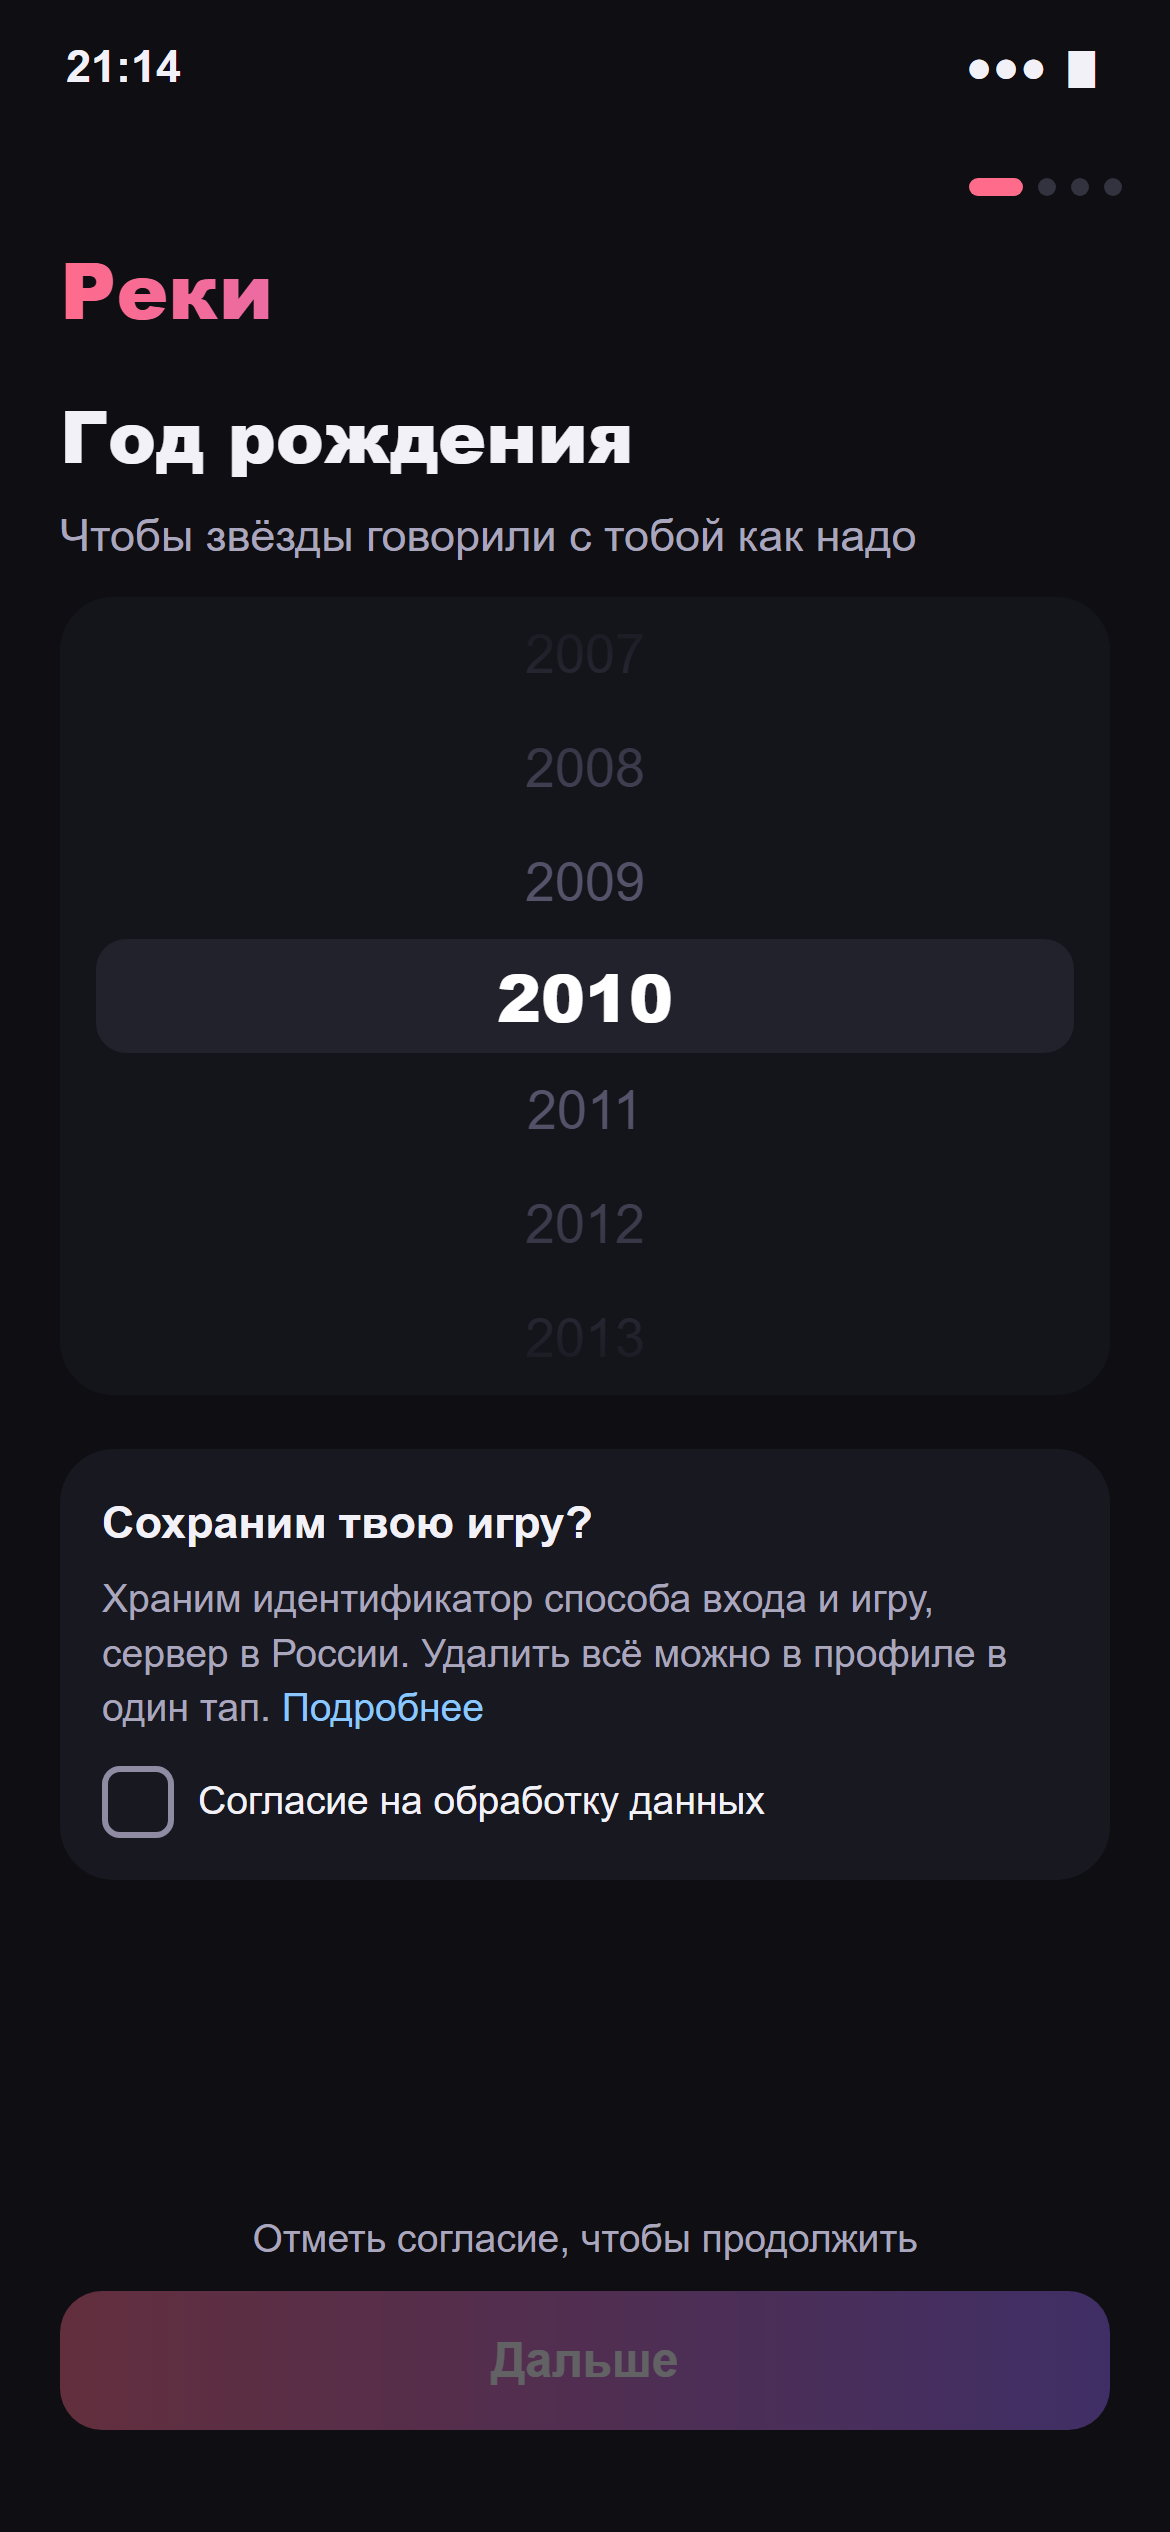 21:14
Реки
Год рождения
Чтобы звёзды говорили с тобой как надо
2007
2008
2009
2010
2011
2012
2013
Сохраним твою игру?
Храним идентификатор способа входа и игру,
сервер в России. Удалить всё можно в профиле в
один тап. Подробнее
Согласие на обработку данных
Отметь согласие, чтобы продолжить
Дальше